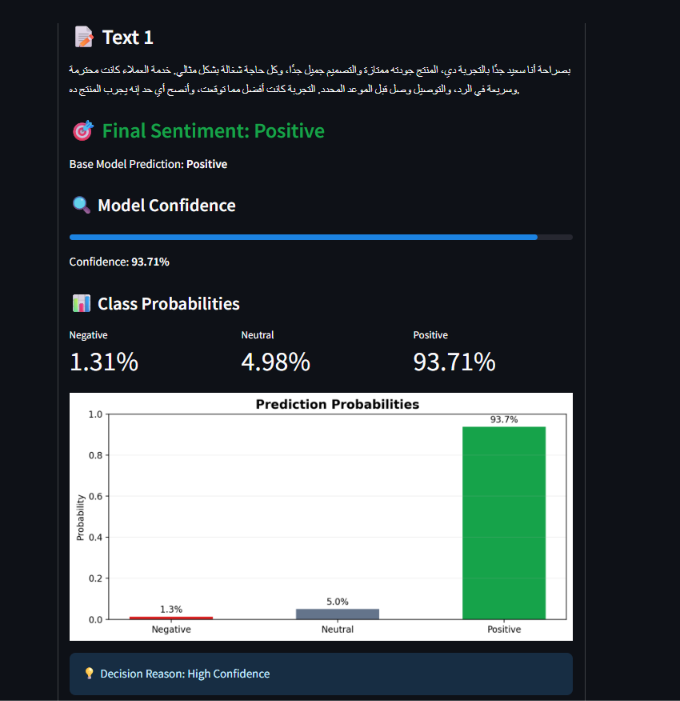 📝 Text 1
بصراحة أنا سعيد جدًا بالتجربة دي، المنتج جودته ممتازة والتصميم جميل جدًا، وكل حاجة شغالة بشكل مثالي. خدمة العملاء كانت محترمة
وسريعة في الرد، والتوصيل وصل قبل الموعد المحدد. التجربة كانت أفضل مما توقعت، وأنصح أي حد إنه يجرب المنتج ده.
🎯 Final Sentiment: Positive
Base Model Prediction: Positive
🔍 Model Confidence
Confidence: 93.71%
📊 Class Probabilities
Negative Neutral Positive
1.31% 4.98% 93.71%
Prediction Probabilities
Probability
1.0
0.8
0.6
0.4
0.2
0.0
1.3% 5.0% 93.7%
Negative Neutral Positive
💡 Decision Reason: High Confidence